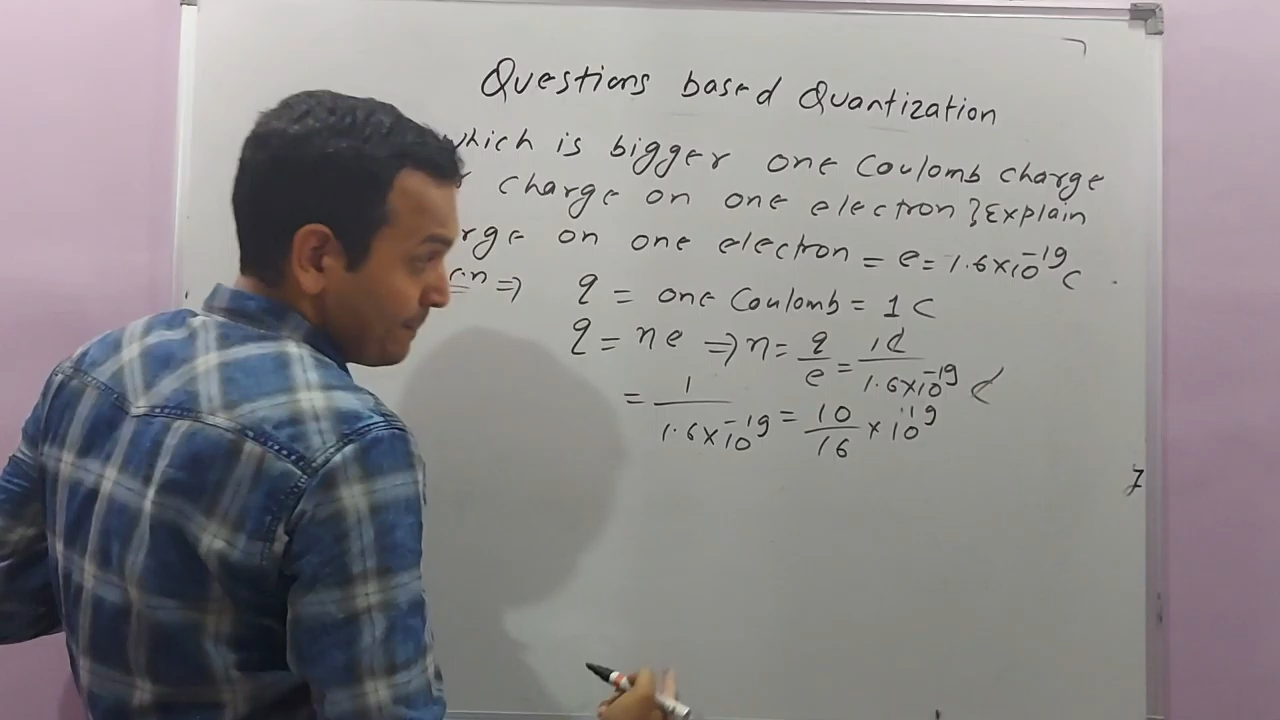 Questions based Quantization
which is bigger one Coulomb charge
charge on one electron } Explain
rge on one electron = e = 1.6×10⁻¹⁹ C
⇒ q = one Coulomb = 1 C
q = ne ⇒ n = q/e = 1C/1.6×10⁻¹⁹ C
= 1/1.6×10⁻¹⁹ = 10/16 × 10¹⁹